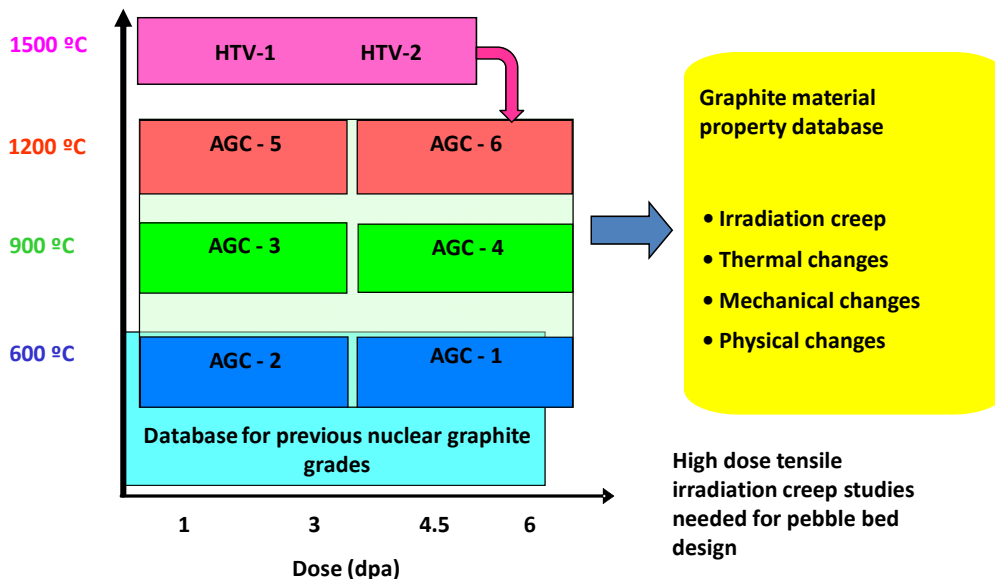 1500 ºC
HTV-1
HTV-2
1200 ºC
AGC - 5
AGC - 6
900 ºC
AGC - 3
AGC - 4
600 ºC
AGC - 2
AGC - 1
Database for previous nuclear graphite
grades
1
3
4.5
6
Dose (dpa)
Graphite material
property database
• Irradiation creep
• Thermal changes
• Mechanical changes
• Physical changes
High dose tensile
irradiation creep studies
needed for pebble bed
design